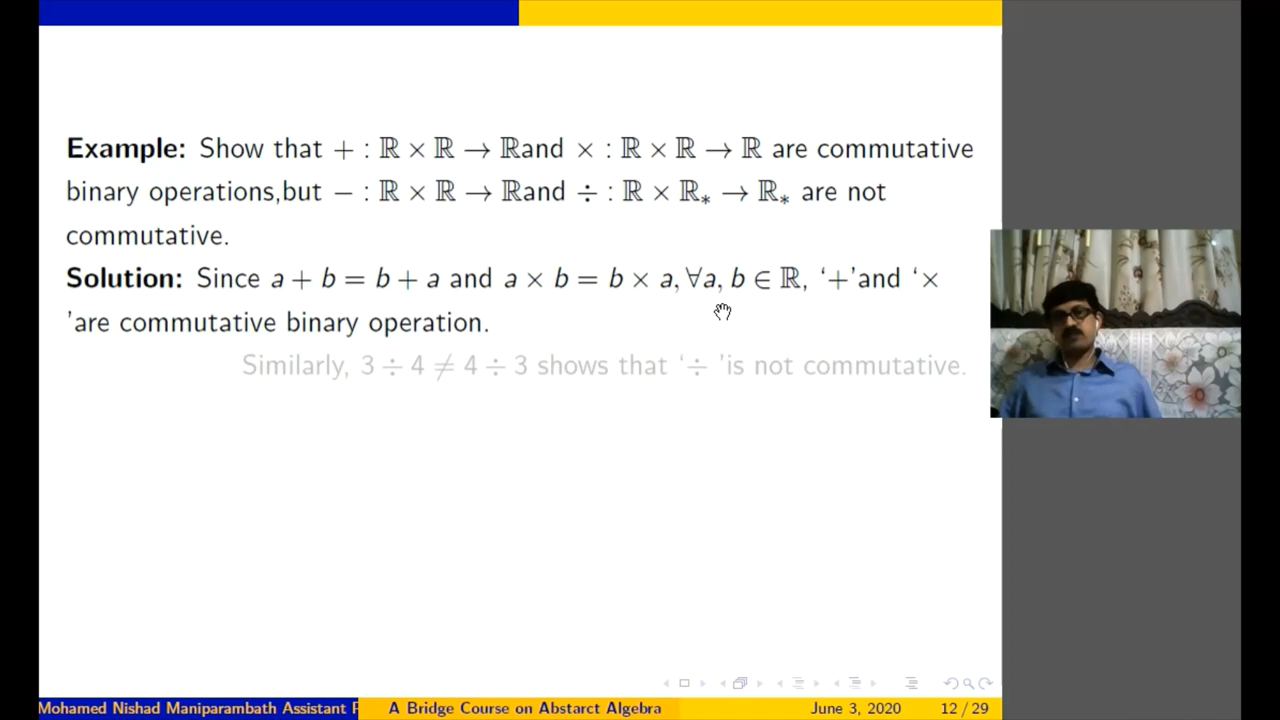 Example: Show that + : ℝ × ℝ → ℝand × : ℝ × ℝ → ℝ are commutative
binary operations,but − : ℝ × ℝ → ℝand ÷ : ℝ × ℝ∗ → ℝ∗ are not
commutative.
Solution: Since a + b = b + a and a × b = b × a, ∀a, b ∈ ℝ, ‘+’and ‘×
’are commutative binary operation.
Similarly, 3 ÷ 4 ≠ 4 ÷ 3 shows that ‘÷ ’is not commutative.
Mohamed Nishad Maniparambath Assistant P A Bridge Course on Abstarct Algebra June 3, 2020 12 / 29